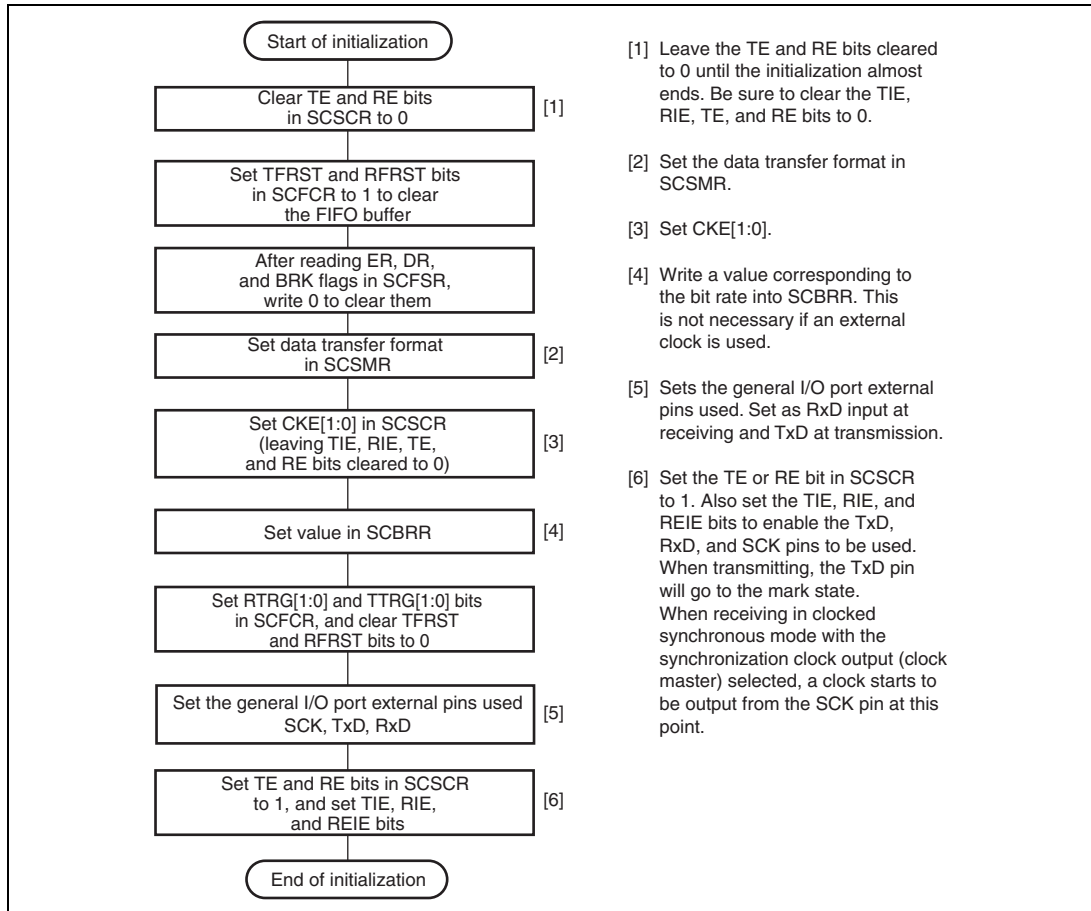 Start of initialization
Clear TE and RE bits
in SCSCR to 0
[1]
Set TFRST and RFRST bits
in SCFCR to 1 to clear
the FIFO buffer
After reading ER, DR,
and BRK flags in SCFSR,
write 0 to clear them
Set data transfer format
in SCSMR
[2]
Set CKE[1:0] in SCSCR
(leaving TIE, RIE, TE,
and RE bits cleared to 0)
[3]
Set value in SCBRR
[4]
Set RTRG[1:0] and TTRG[1:0] bits
in SCFCR, and clear TFRST
and RFRST bits to 0
Set the general I/O port external pins used
SCK, TxD, RxD
[5]
Set TE and RE bits in SCSCR
to 1, and set TIE, RIE,
and REIE bits
[6]
End of initialization
[1] Leave the TE and RE bits cleared
to 0 until the initialization almost
ends. Be sure to clear the TIE,
RIE, TE, and RE bits to 0.
[2] Set the data transfer format in
SCSMR.
[3] Set CKE[1:0].
[4] Write a value corresponding to
the bit rate into SCBRR. This
is not necessary if an external
clock is used.
[5] Sets the general I/O port external
pins used. Set as RxD input at
receiving and TxD at transmission.
[6] Set the TE or RE bit in SCSCR
to 1. Also set the TIE, RIE, and
REIE bits to enable the TxD,
RxD, and SCK pins to be used.
When transmitting, the TxD pin
will go to the mark state.
When receiving in clocked
synchronous mode with the
synchronization clock output (clock
master) selected, a clock starts to
be output from the SCK pin at this
point.